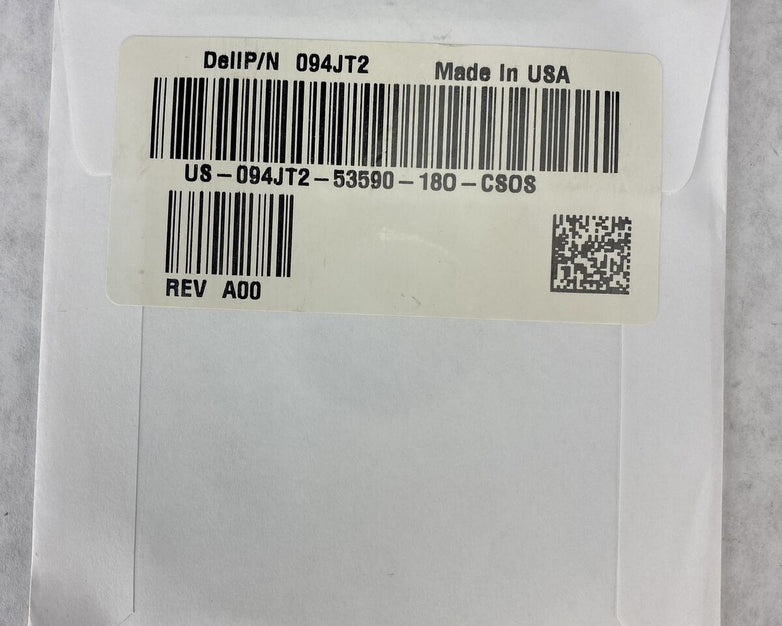 DellP/N 094JT2
Made In USA
US-094JT2-53590-180-CSOS
REV A00